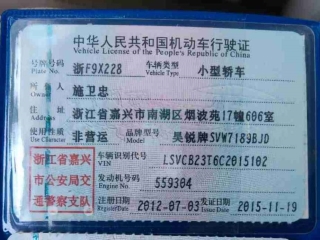 中华人民共和国机动车行驶证
Vehicle License of the People's Republic of China
号牌号码 浙F9X228 车辆类型 小型轿车
Plate No. Vehicle Type
所有人 施卫忠
Owner
住址 浙江省嘉兴市南湖区烟波苑17幢606室
Address
使用性质 非营运 品牌型号 昊锐牌SVW7189BJD
Use Character Model
浙江省嘉兴 车辆识别代号 LSVCB23T6C2015102
VIN
市公安局交 发动机号码 559304
Engine No.
通警察支队 注册日期 2012-07-03 发证日期 2015-11-19
Register Date Issue Date